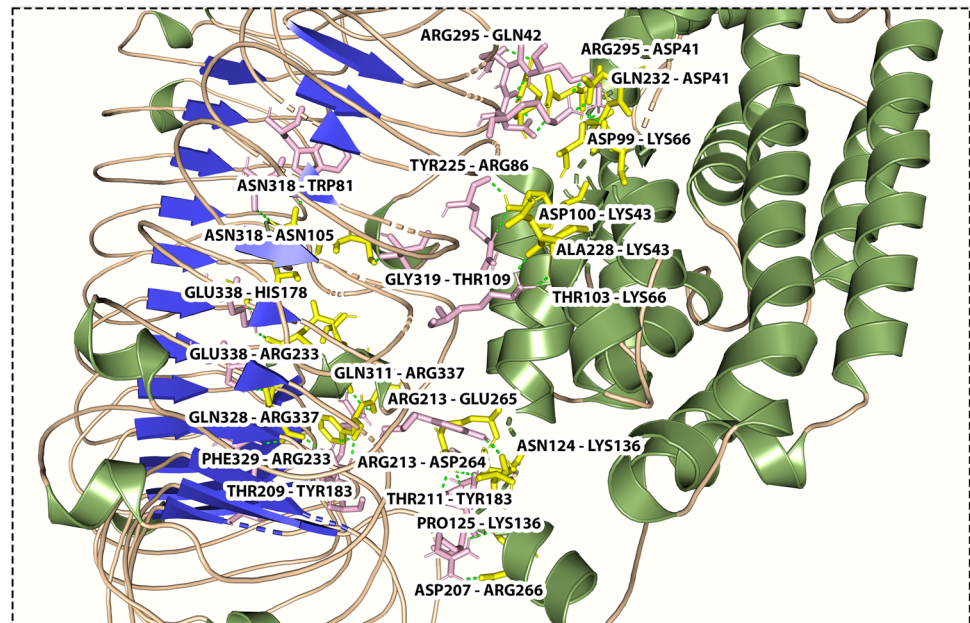 ARG295 - GLN42
ARG295 - ASP41
GLN232 - ASP41
ASP99 - LYS66
TYR225 - ARG86
ASN318 - TRP81
ASP100 - LYS43
ASN318 - ASN105
ALA228 - LYS43
GLY319 - THR109
GLU338 - HIS178
THR103 - LYS66
GLU338 - ARG233
GLN311 - ARG337
ARG213 - GLU265
GLN328 - ARG337
ASN124 - LYS136
PHE329 - ARG233
ARG213 - ASP264
THR209 - TYR183
THR211 - TYR183
PRO125 - LYS136
ASP207 - ARG266